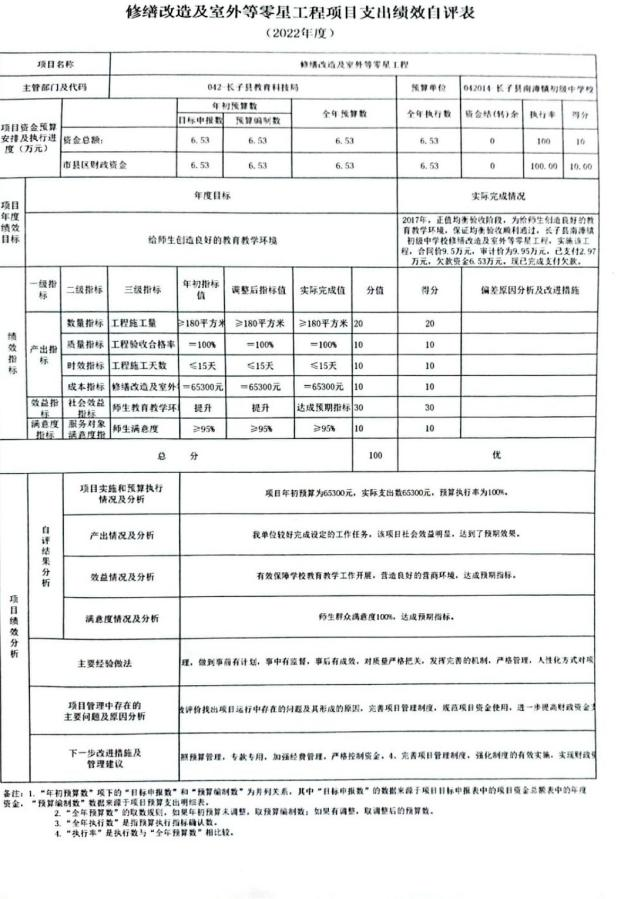 修缮改造及室外等零星工程项目支出绩效自评表
（2022年度）
项目名称 修缮改造及室外等零星工程
主管部门及代码 042-长子县教育科技局 预算单位 042014-长子县南漳镇初级中学校
项目资金预算安排及执行进度（万元） 年初预算数 全年预算数 全年执行数 资金结(转)余 执行率 得分
目标申报数 预算编制数
资金总额: 6.53 6.53 6.53 6.53 0 100 10
市县区财政资金 6.53 6.53 6.53 6.53 0 100.00 10.00
项目年度绩效目标 年度目标 实际完成情况
给师生创造良好的教育教学环境
2017年，正值均衡验收阶段，为给师生创造良好的教
育教学环境，保证均衡验收顺利通过，长子县南漳镇
初级中学校修缮改造及室外等零星工程，实施该工
程，合同价9.5万元，审计价为9.95万元，已支付2.97
万元，欠款资金6.53万元，现已完成支付欠款。
绩效指标 一级指标 二级指标 三级指标 年初指标值 调整后指标值 实际完成值 分值 得分 偏差原因分析及改进措施
产出指标 数量指标 工程施工量 ≥180平方米 ≥180平方米 ≥180平方米 20 20
质量指标 工程验收合格率 =100% =100% =100% 10 10
时效指标 工程施工天数 ≤15天 ≤15天 ≤15天 10 10
成本指标 修缮改造及室外 =65300元 =65300元 =65300元 10 10
效益指标 社会效益指标 师生教育教学环 提升 提升 达成预期指标 30 30
满意度指标 服务对象满意度指 师生满意度 ≥95% ≥95% ≥95% 10 10
总分 100 优
项目绩效分析 自评结果分析 项目实施和预算执行情况及分析 项目年初预算为65300元，实际支出数65300元，预算执行率为100%。
产出情况及分析 我单位较好完成设定的工作任务，该项目社会效益明显，达到了预期效果。
效益情况及分析 有效保障学校教育教学工作开展，营造良好的营商环境，达成预期指标。
满意度情况及分析 师生群众满意度100%，达成预期指标。
主要经验做法 理，做到事前有计划，事中有监督，事后有成效，对质量严格把关，发挥完善的机制，严格管理，人性化方式对项
项目管理中存在的主要问题及原因分析 评价找出项目运行中存在的问题及其形成的原因，完善项目管理制度，规范项目资金使用，进一步提高财政资金
下一步改进措施及管理建议 照预算管理，专款专用，加强经费管理，严格控制资金，4、完善项目管理制度，强化制度的有效实施，实现财政
备注：1.“年初预算数”项下的“目标申报数”和“预算编制数”为并列关系，其中“目标申报数”的数据来源于项目目标申报表中的项目资金总额表中的年度
资金，“预算编制数”数据来源于项目预算支出明细表。
2.“全年预算数”的取数规则，如果年初预算未调整，取预算编制数；如果有调整，取调整后的预算数。
3.“全年执行数”是指预算执行指标确认数。
4.“执行率”是执行数与“全年预算数”相比较。